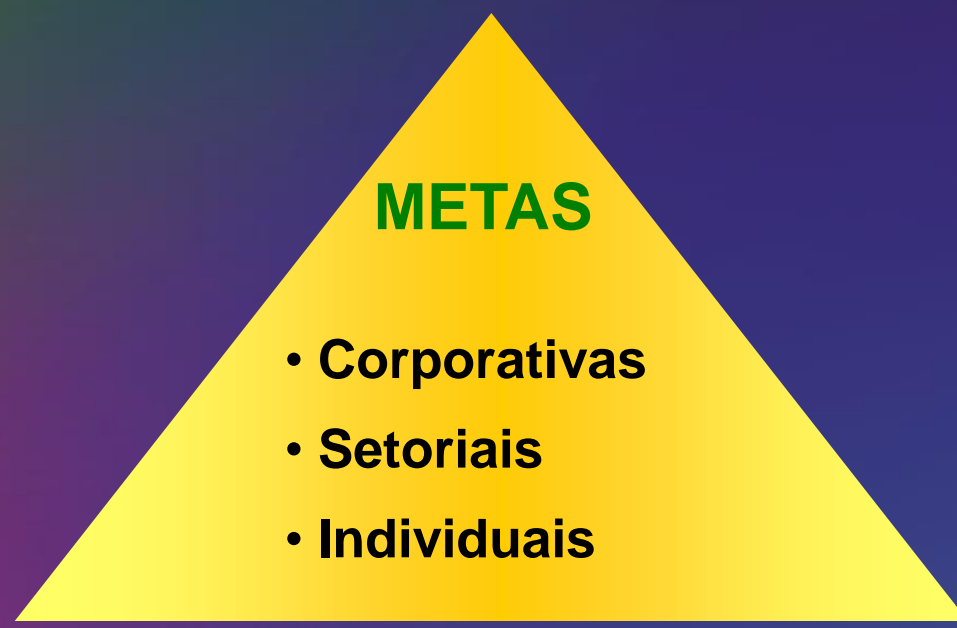 METAS
• Corporativas
• Setoriais
• Individuais